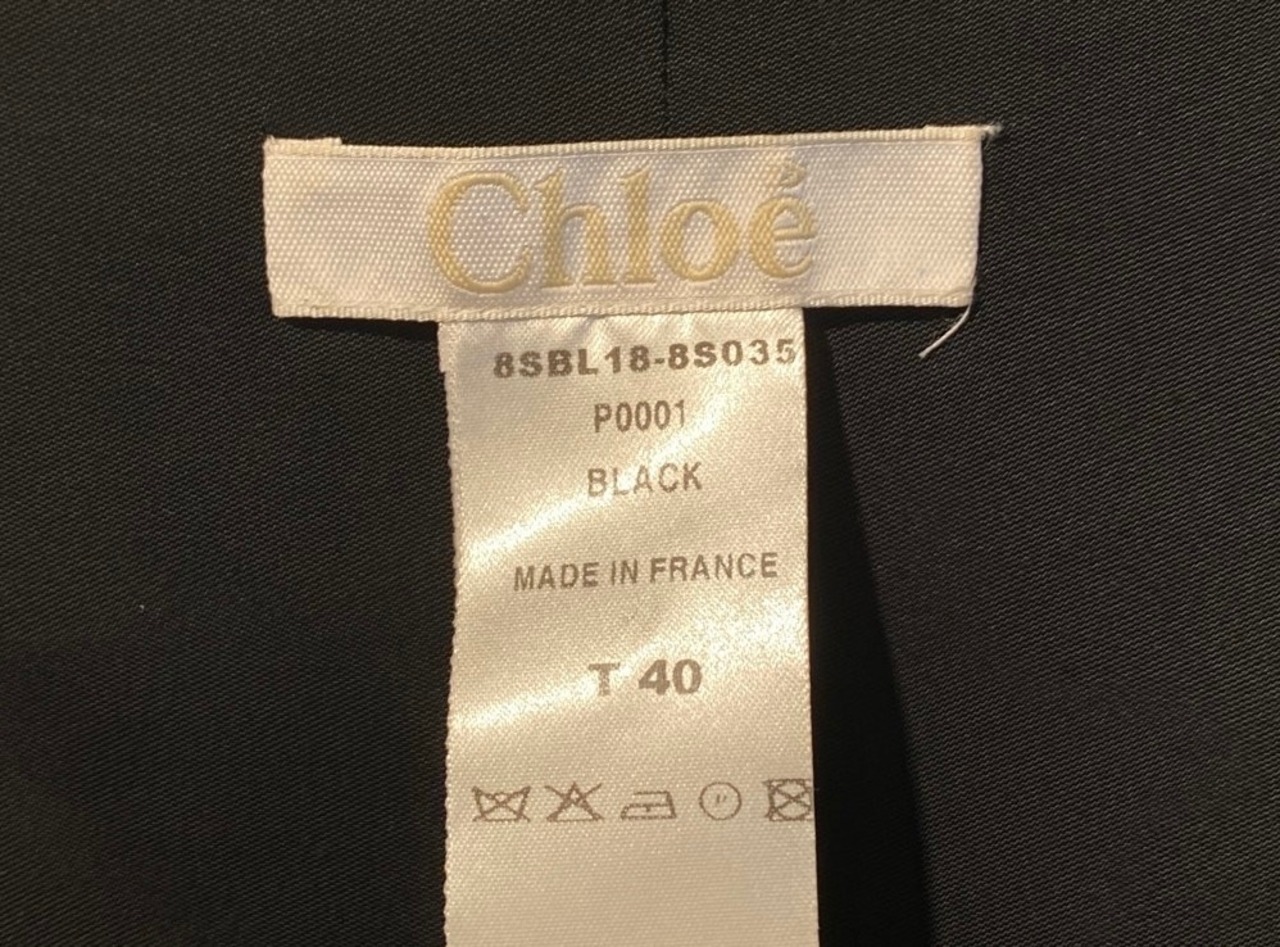 Chloé
8SBL18-8S035
P0001
BLACK
MADE IN FRANCE
T 40